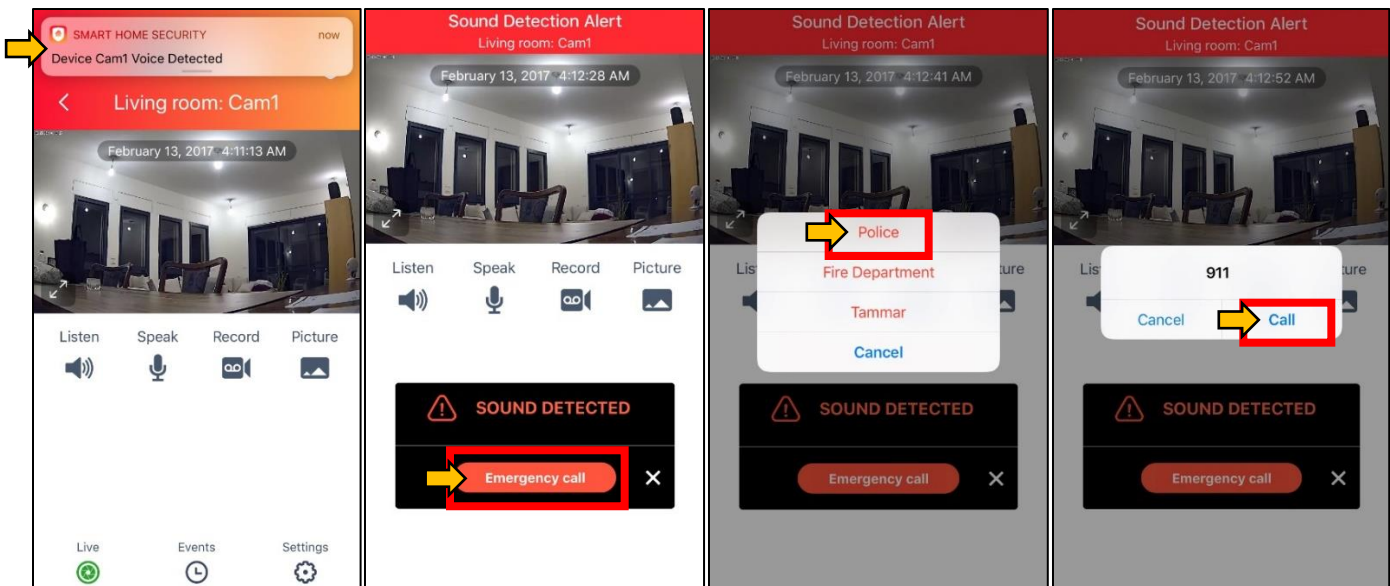 SMART HOME SECURITY now
Device Cam1 Voice Detected
Living room: Cam1
February 13, 2017 4:11:13 AM
Listen Speak Record Picture
Live Events Settings
Sound Detection Alert
Living room: Cam1
February 13, 2017 4:12:28 AM
Listen Speak Record Picture
SOUND DETECTED
Emergency call
Sound Detection Alert
Living room: Cam1
February 13, 2017 4:12:41 AM
Police
Lis ture
Fire Department
Tammar
Cancel
SOUND DETECTED
Emergency call
Sound Detection Alert
Living room: Cam1
February 13, 2017 4:12:52 AM
Lis ture
911
Cancel Call
SOUND DETECTED
Emergency call